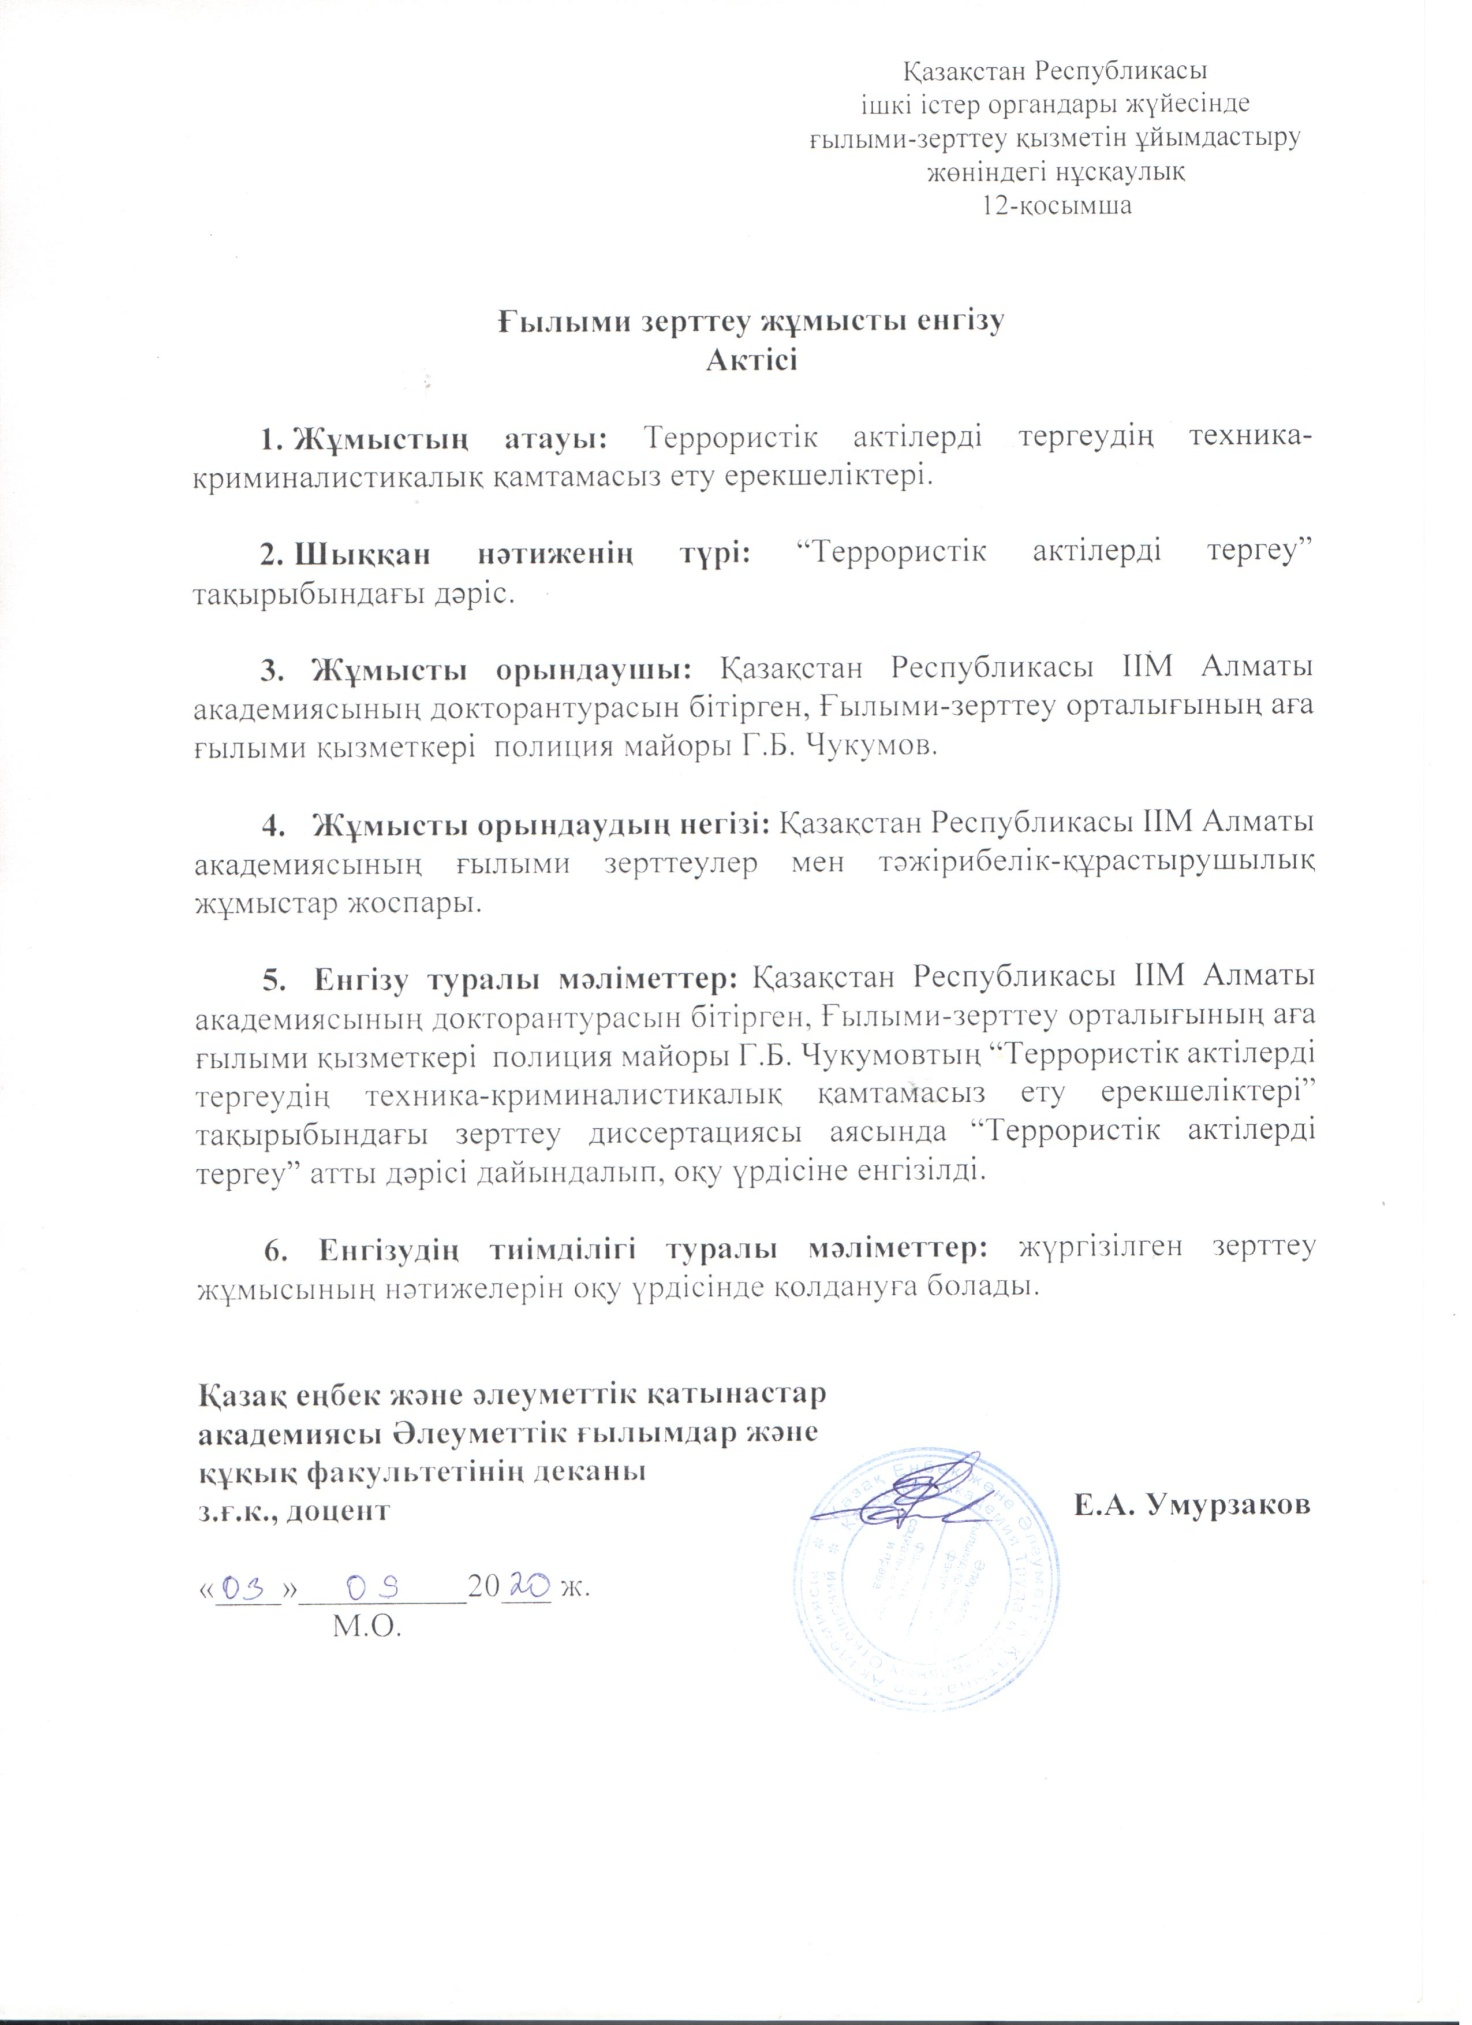 Қазақстан Республикасы
ішкі істер органдары жүйесінде
ғылыми-зерттеу қызметін ұйымдастыру
жөніндегі нұсқаулық
12-қосымша
Ғылыми зерттеу жұмысты енгізу
Актісі
1. Жұмыстың атауы: Террористік актілерді тергеудің техника-
криминалистикалық қамтамасыз ету ерекшеліктері.
2. Шыққан нәтиженің түрі: “Террористік актілерді тергеу”
тақырыбындағы дәріс.
3. Жұмысты орындаушы: Қазақстан Республикасы ІІМ Алматы
академиясының докторантурасын бітірген, Ғылыми-зерттеу орталығының аға
ғылыми қызметкері полиция майоры Г.Б. Чукумов.
4. Жұмысты орындаудың негізі: Қазақстан Республикасы ІІМ Алматы
академиясының ғылыми зерттеулер мен тәжірибелік-құрастырушылық
жұмыстар жоспары.
5. Енгізу туралы мәліметтер: Қазақстан Республикасы ІІМ Алматы
академиясының докторантурасын бітірген, Ғылыми-зерттеу орталығының аға
ғылыми қызметкері полиция майоры Г.Б. Чукумовтың “Террористік актілерді
тергеудің техника-криминалистикалық қамтамасыз ету ерекшеліктері”
тақырыбындағы зерттеу диссертациясы аясында “Террористік актілерді
тергеу” атты дәрісі дайындалып, оқу үрдісіне енгізілді.
6. Енгізудің тиімділігі туралы мәліметтер: жүргізілген зерттеу
жұмысының нәтижелерін оқу үрдісінде қолдануға болады.
Қазақ еңбек және әлеуметтік қатынастар
академиясы Әлеуметтік ғылымдар және
құқық факультетінің деканы
з.ғ.к., доцент Е.А. Умурзаков
«03» 09 2020 ж.
М.О.